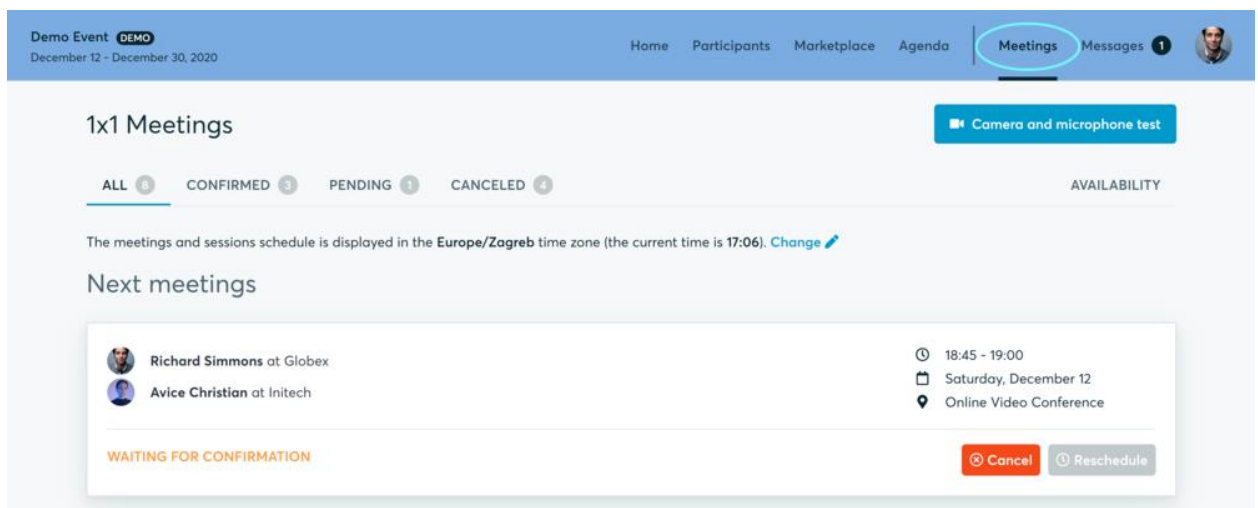 Demo Event DEMO
December 12 - December 30, 2020
Home Participants Marketplace Agenda Meetings Messages 1
1x1 Meetings
Camera and microphone test
ALL 8 CONFIRMED 3 PENDING 1 CANCELED 4
AVAILABILITY
The meetings and sessions schedule is displayed in the Europe/Zagreb time zone (the current time is 17:06). Change
Next meetings
Richard Simmons at Globex
Avice Christian at Initech
18:45 - 19:00
Saturday, December 12
Online Video Conference
WAITING FOR CONFIRMATION
Cancel Reschedule